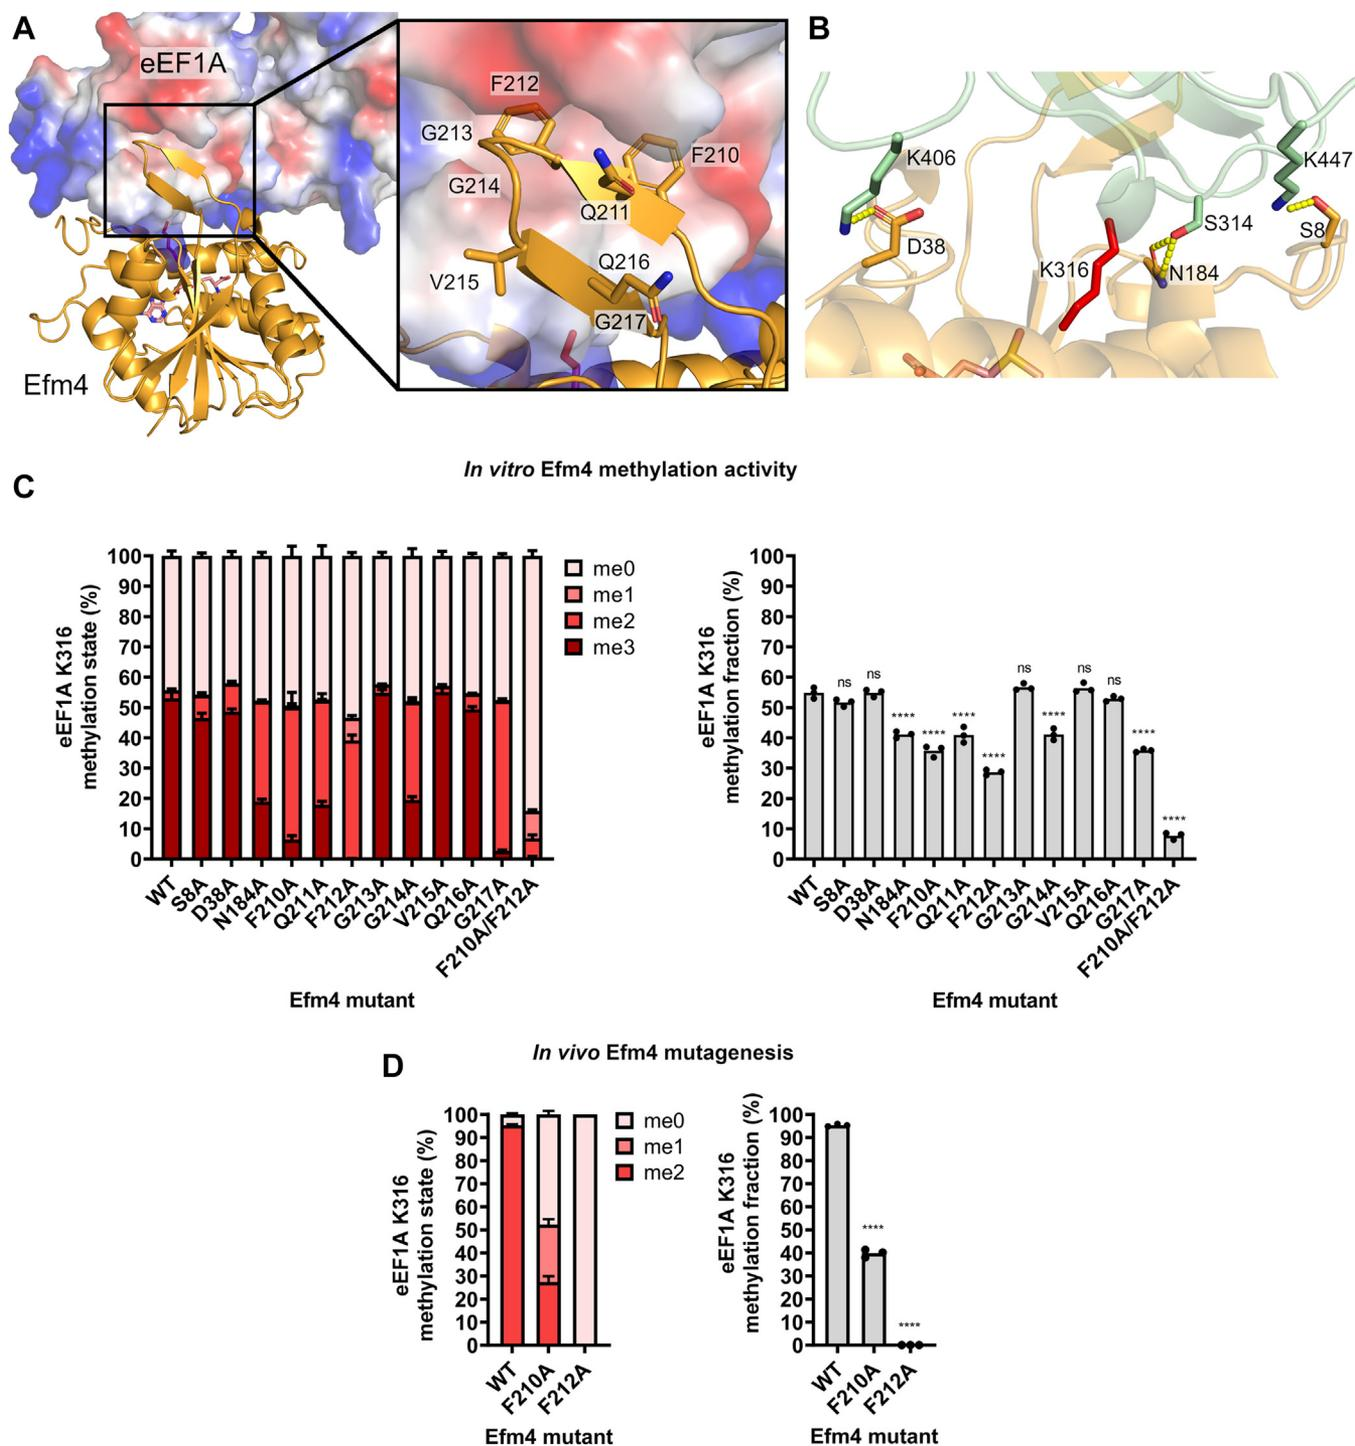 A
eEF1A
Efm4
F212
G213
F210
G214
Q211
V215
Q216
G217
B
K406
K447
D38
S314
S8
K316
N184
In vitro Efm4 methylation activity
C
eEF1A K316
methylation state (%)
100
90
80
70
60
50
40
30
20
10
0
me0
me1
me2
me3
WT
S8A
D38A
N184A
F210A
Q211A
F212A
G213A
G214A
V215A
Q216A
G217A
F210A/F212A
Efm4 mutant
eEF1A K316
methylation fraction (%)
100
90
80
70
60
50
40
30
20
10
0
ns
ns
****
****
****
****
ns
****
ns
ns
****
****
WT
S8A
D38A
N184A
F210A
Q211A
F212A
G213A
G214A
V215A
Q216A
G217A
F210A/F212A
Efm4 mutant
In vivo Efm4 mutagenesis
D
eEF1A K316
methylation state (%)
100
90
80
70
60
50
40
30
20
10
0
me0
me1
me2
WT
F210A
F212A
Efm4 mutant
eEF1A K316
methylation fraction (%)
100
90
80
70
60
50
40
30
20
10
0
****
****
WT
F210A
F212A
Efm4 mutant